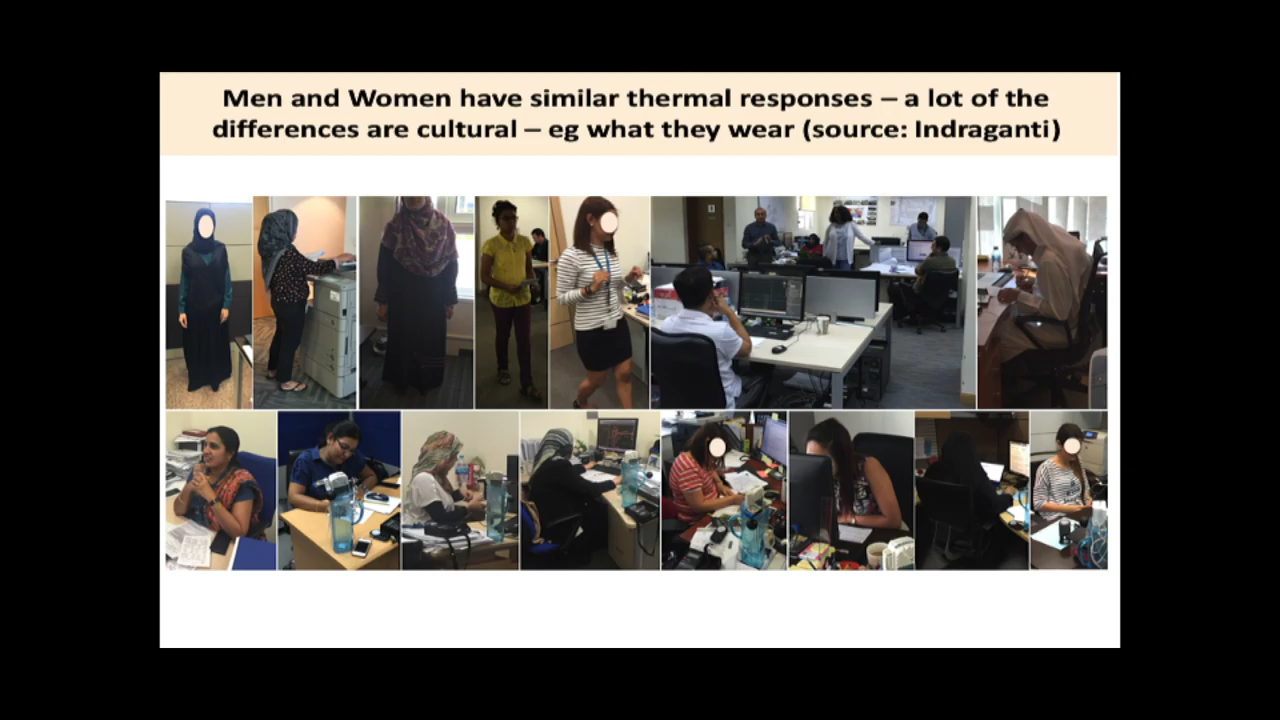 Men and Women have similar thermal responses – a lot of the
differences are cultural – eg what they wear (source: Indraganti)